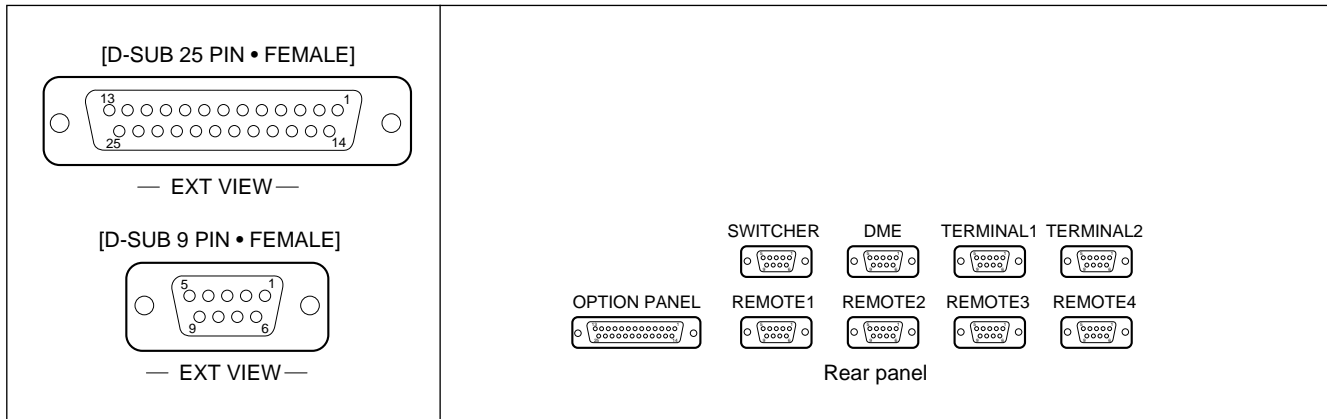 [D-SUB 25 PIN • FEMALE]
13 1
25 14
— EXT VIEW —
[D-SUB 9 PIN • FEMALE]
5 1
9 6
— EXT VIEW —
SWITCHER DME TERMINAL1 TERMINAL2
OPTION PANEL REMOTE1 REMOTE2 REMOTE3 REMOTE4
Rear panel